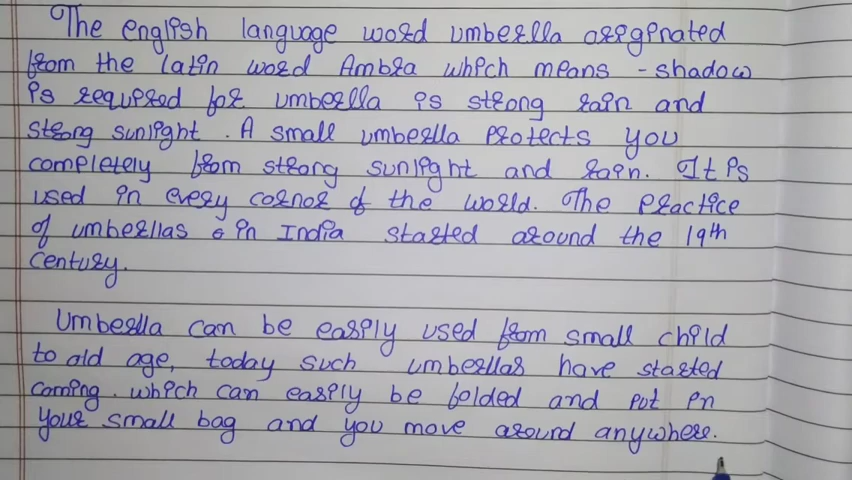 The english language word umbrella originated
from the latin word Ambra which means - shadow
is required for umbrella is strong rain and
strong sunlight. A small umbrella protects you
completely from strong sunlight and rain. It is
used in every cornor of the world. The practice
of umbrellas in India started around the 19th
century.
Umbrella can be easily used from small child
to old age, today such umbrellas have started
coming. which can easily be folded and put in
your small bag and you move around anywhere.